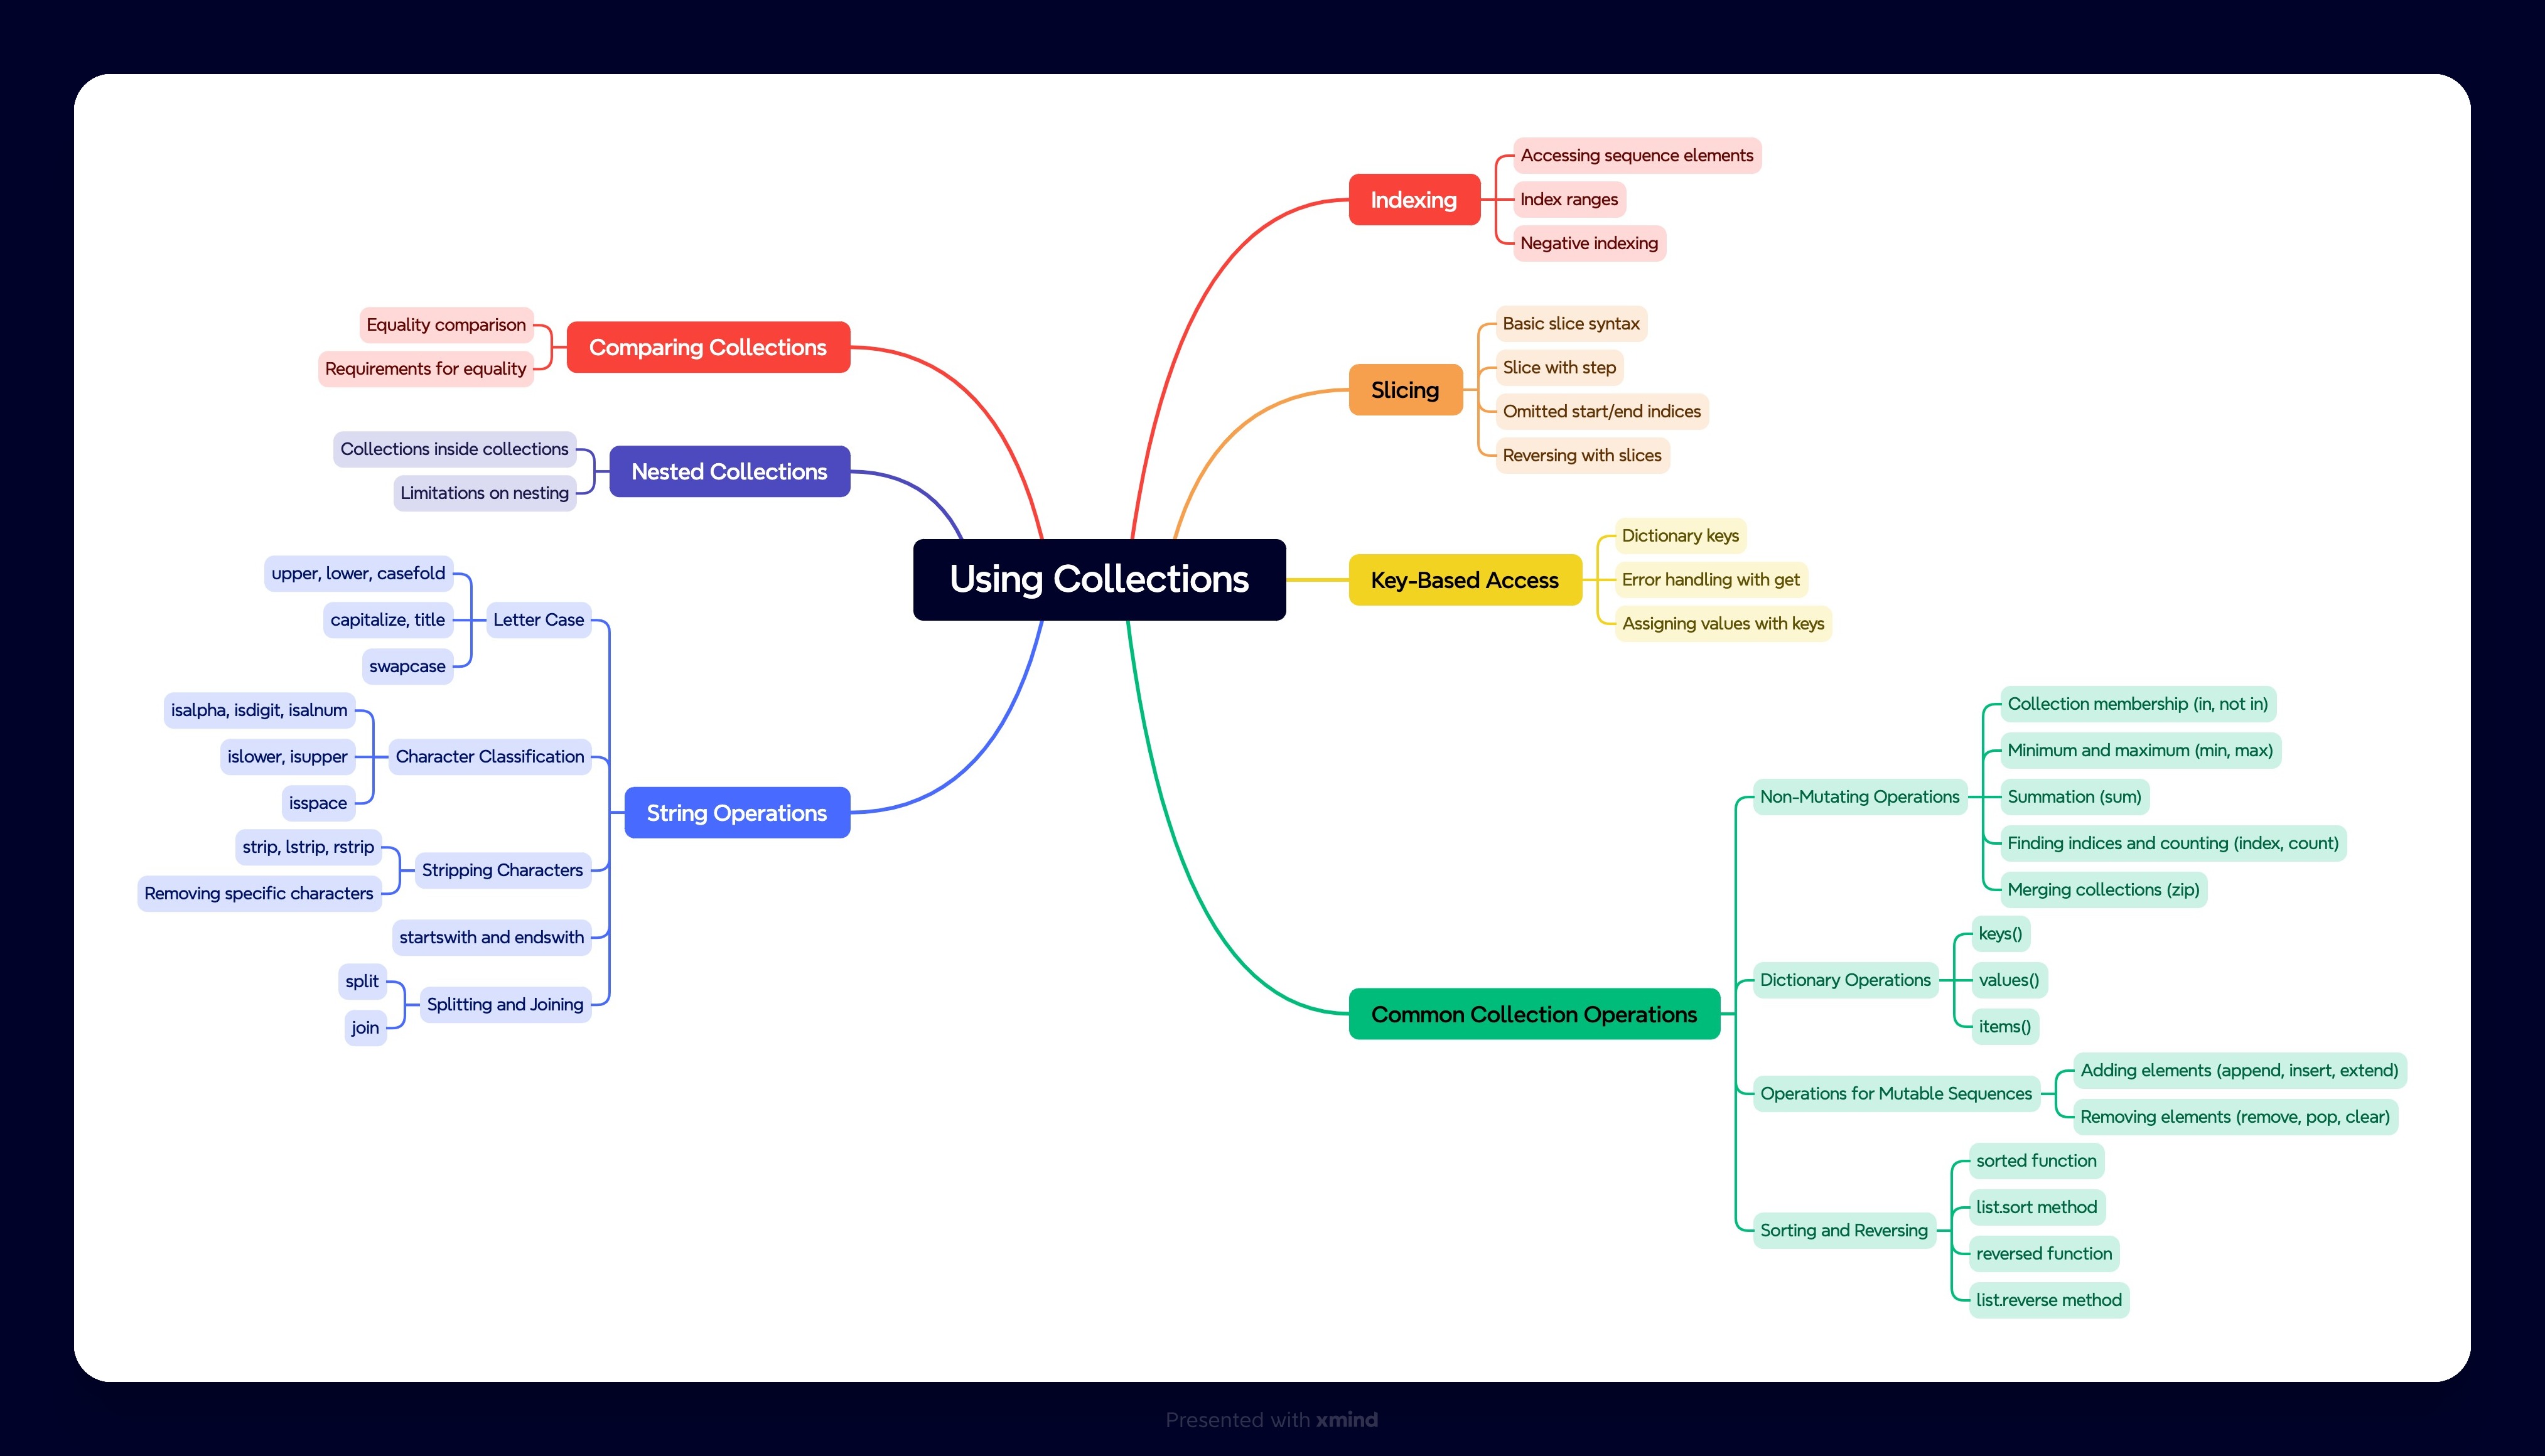 Using Collections
Indexing
Accessing sequence elements
Index ranges
Negative indexing
Slicing
Basic slice syntax
Slice with step
Omitted start/end indices
Reversing with slices
Key-Based Access
Dictionary keys
Error handling with get
Assigning values with keys
Common Collection Operations
Non-Mutating Operations
Collection membership (in, not in)
Minimum and maximum (min, max)
Summation (sum)
Finding indices and counting (index, count)
Merging collections (zip)
Dictionary Operations
keys()
values()
items()
Operations for Mutable Sequences
Adding elements (append, insert, extend)
Removing elements (remove, pop, clear)
Sorting and Reversing
sorted function
list.sort method
reversed function
list.reverse method
Comparing Collections
Equality comparison
Requirements for equality
Nested Collections
Collections inside collections
Limitations on nesting
String Operations
Letter Case
upper, lower, casefold
capitalize, title
swapcase
Character Classification
isalpha, isdigit, isalnum
islower, isupper
isspace
Stripping Characters
strip, lstrip, rstrip
Removing specific characters
startswith and endswith
Splitting and Joining
split
join
Presented with xmind